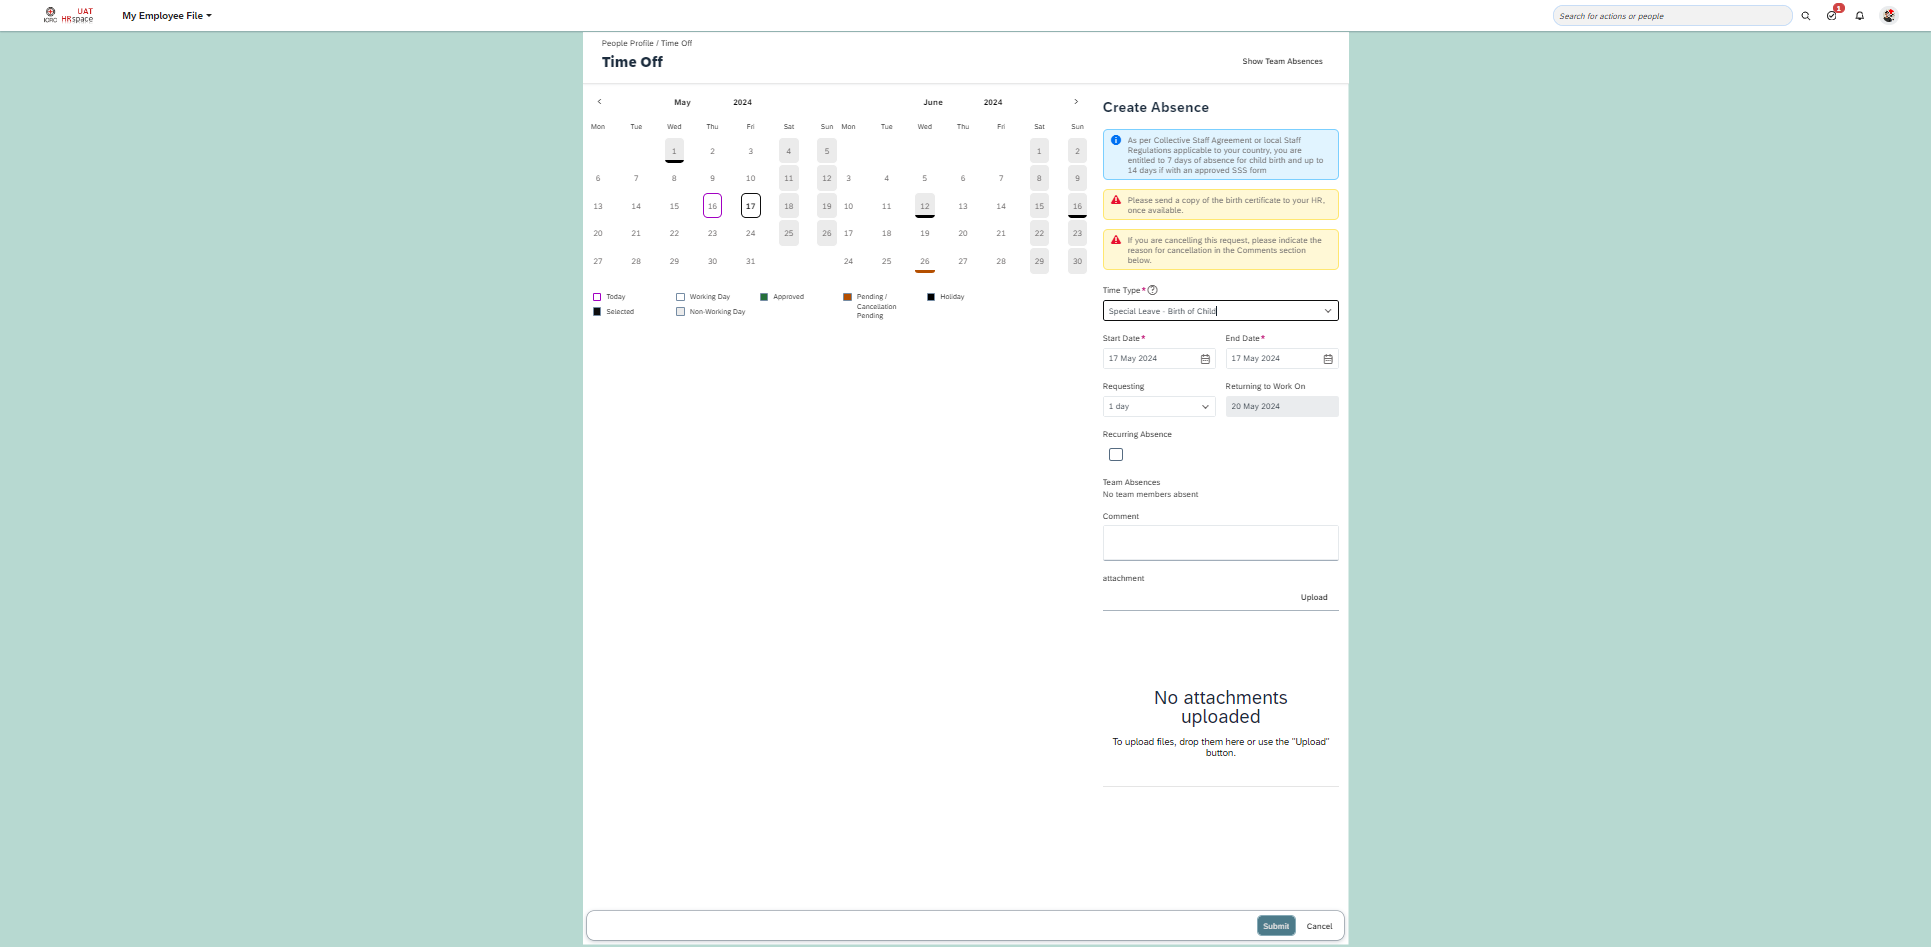 ICRC
UAT
HRspace
My Employee File
Search for actions or people
1
People Profile / Time Off
Time Off
Show Team Absences
May 2024
Mon Tue Wed Thu Fri Sat Sun
1 2 3 4 5
6 7 8 9 10 11 12
13 14 15 16 17 18 19
20 21 22 23 24 25 26
27 28 29 30 31
June 2024
Mon Tue Wed Thu Fri Sat Sun
1 2
3 4 5 6 7 8 9
10 11 12 13 14 15 16
17 18 19 20 21 22 23
24 25 26 27 28 29 30
Today
Working Day
Approved
Pending /
Cancellation
Pending
Holiday
Selected
Non-Working Day
Create Absence
As per Collective Staff Agreement or local Staff
Regulations applicable to your country, you are
entitled to 7 days of absence for child birth and up to
14 days if with an approved SSS form
Please send a copy of the birth certificate to your HR,
once available.
If you are cancelling this request, please indicate the
reason for cancellation in the Comments section
below.
Time Type*
Special Leave - Birth of Child
Start Date* End Date*
17 May 2024 17 May 2024
Requesting Returning to Work On
1 day 20 May 2024
Recurring Absence
Team Absences
No team members absent
Comment
attachment
Upload
No attachments
uploaded
To upload files, drop them here or use the "Upload"
button.
Submit Cancel